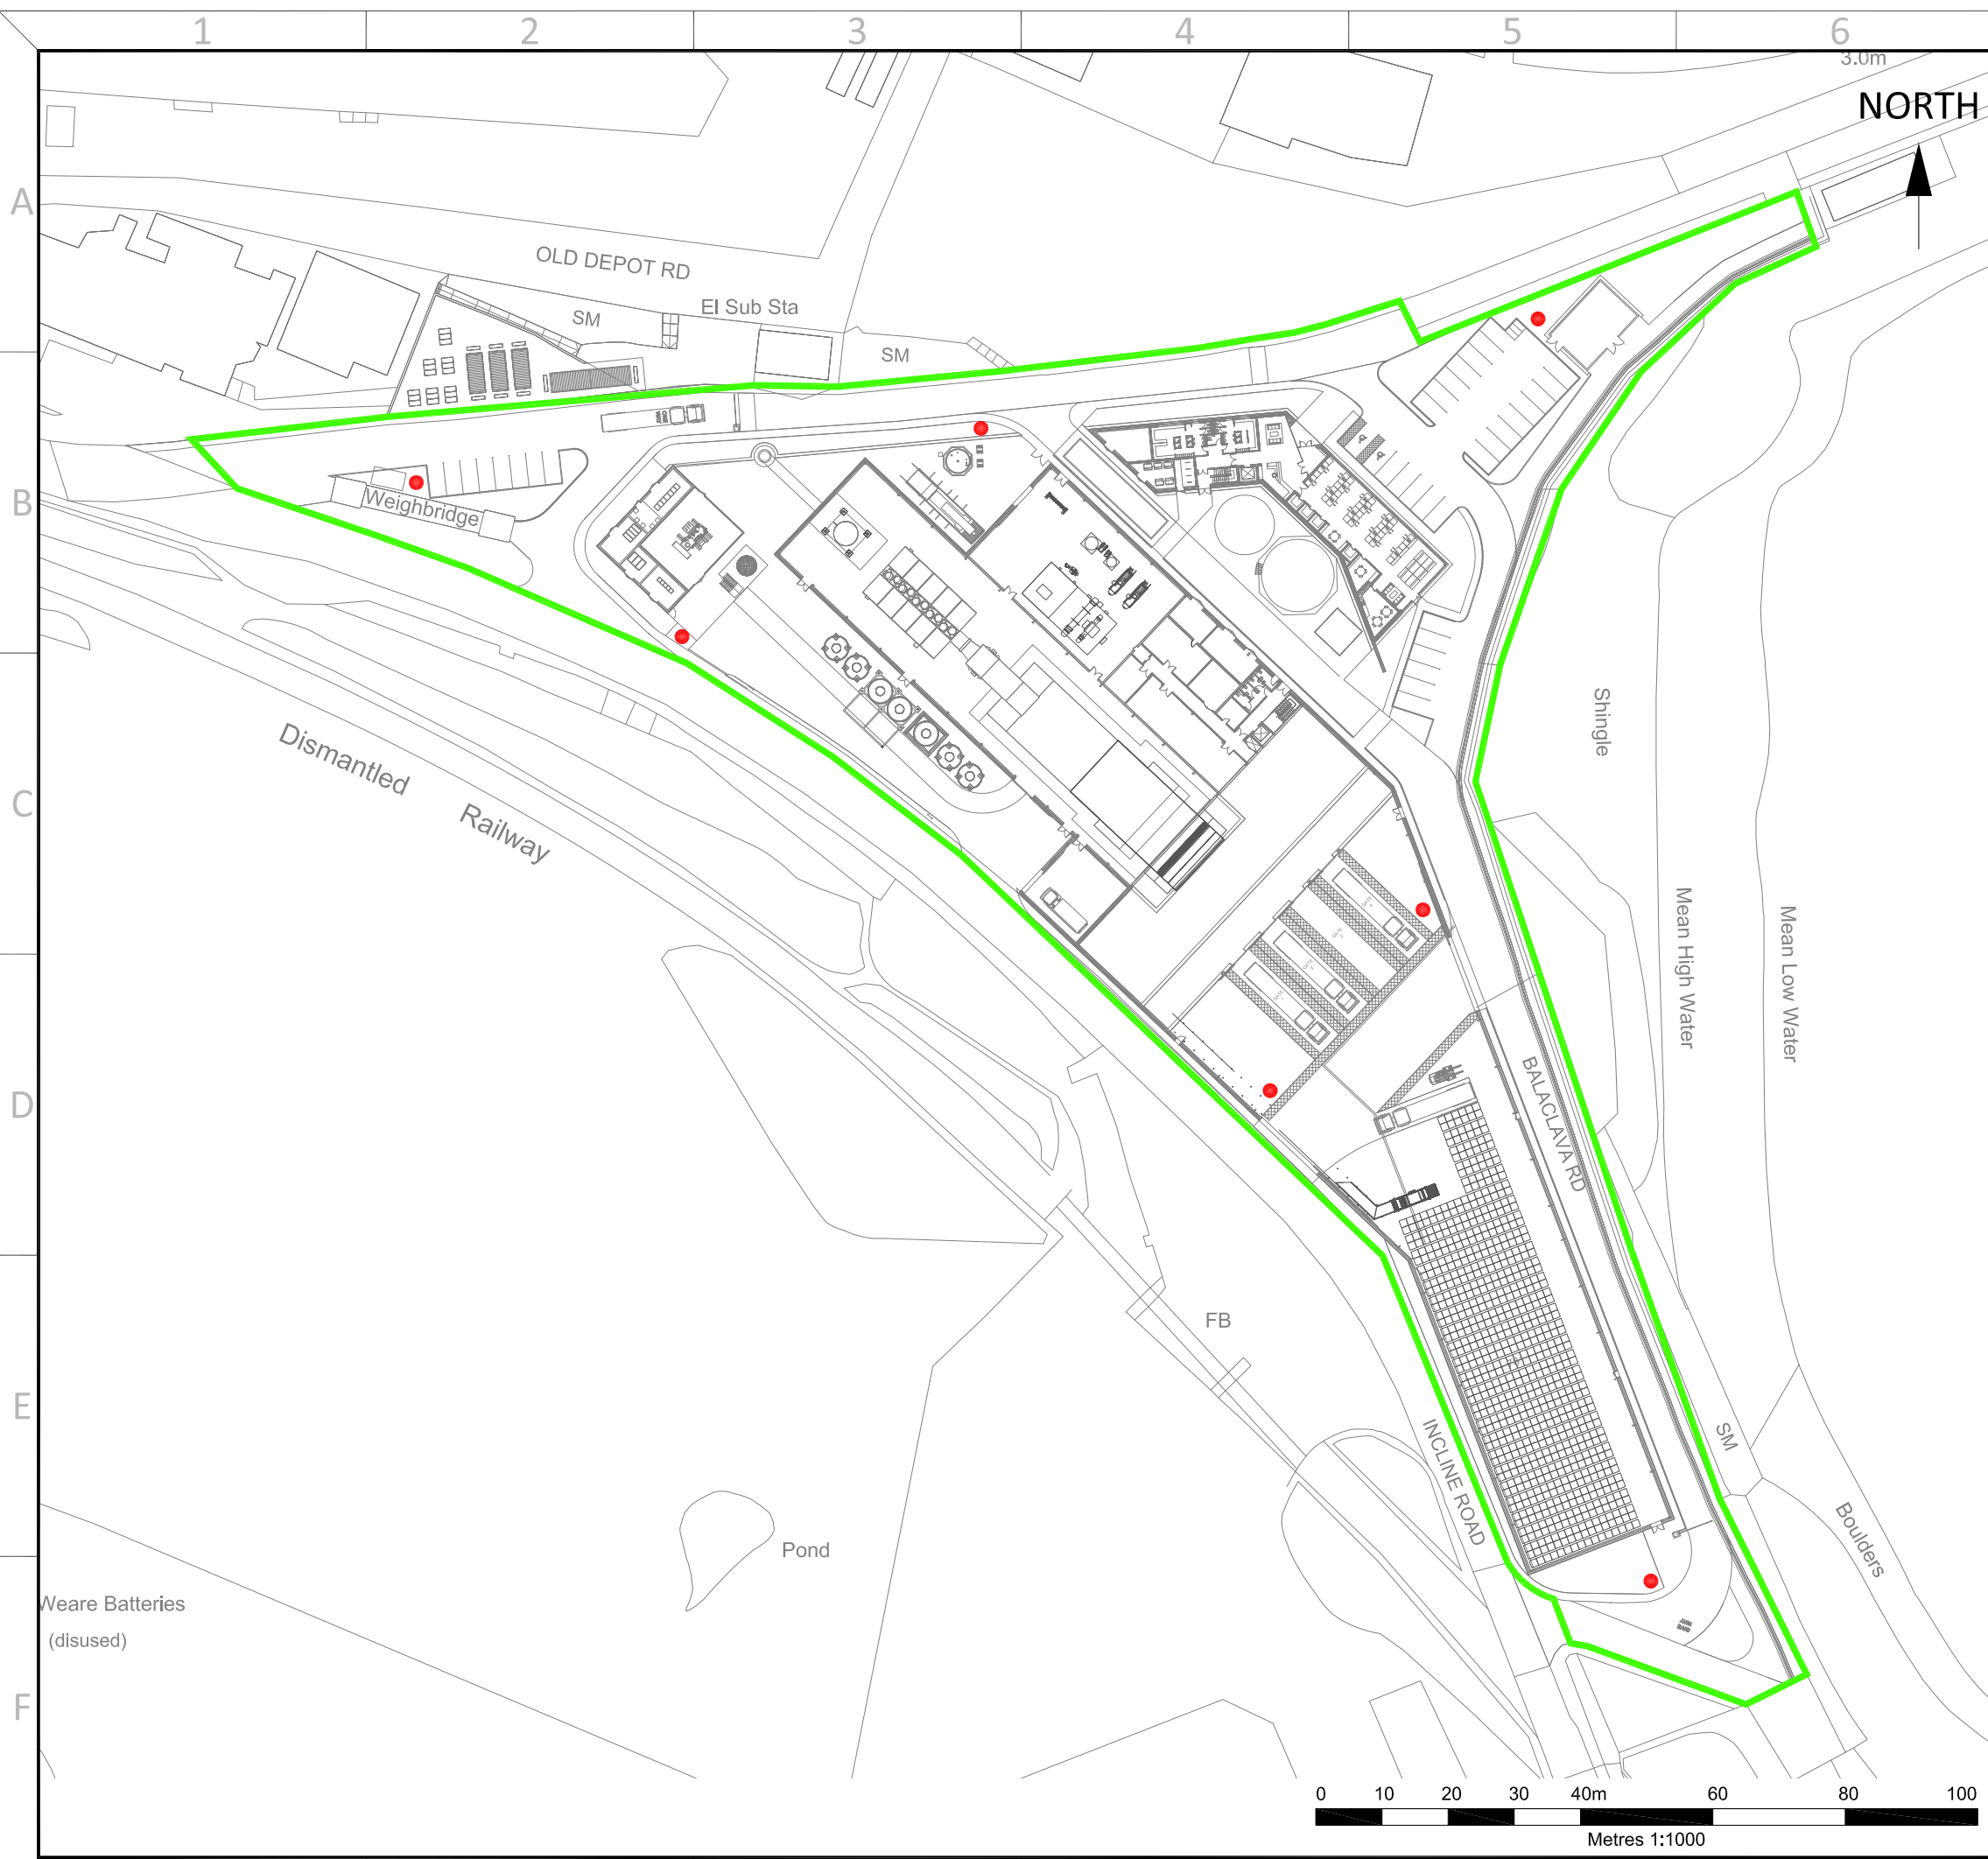 1 2 3 4 5 6
3.0m
NORTH
A
OLD DEPOT RD
El Sub Sta
SM
SM
B
Weighbridge
Shingle
Dismantled
Railway
C
Mean High Water
Mean Low Water
D
BALACLAVA RD
FB
E
INCLINE ROAD
SM
Boulders
Pond
Weare Batteries
(disused)
F
0 10 20 30 40m 60 80 100
Metres 1:1000